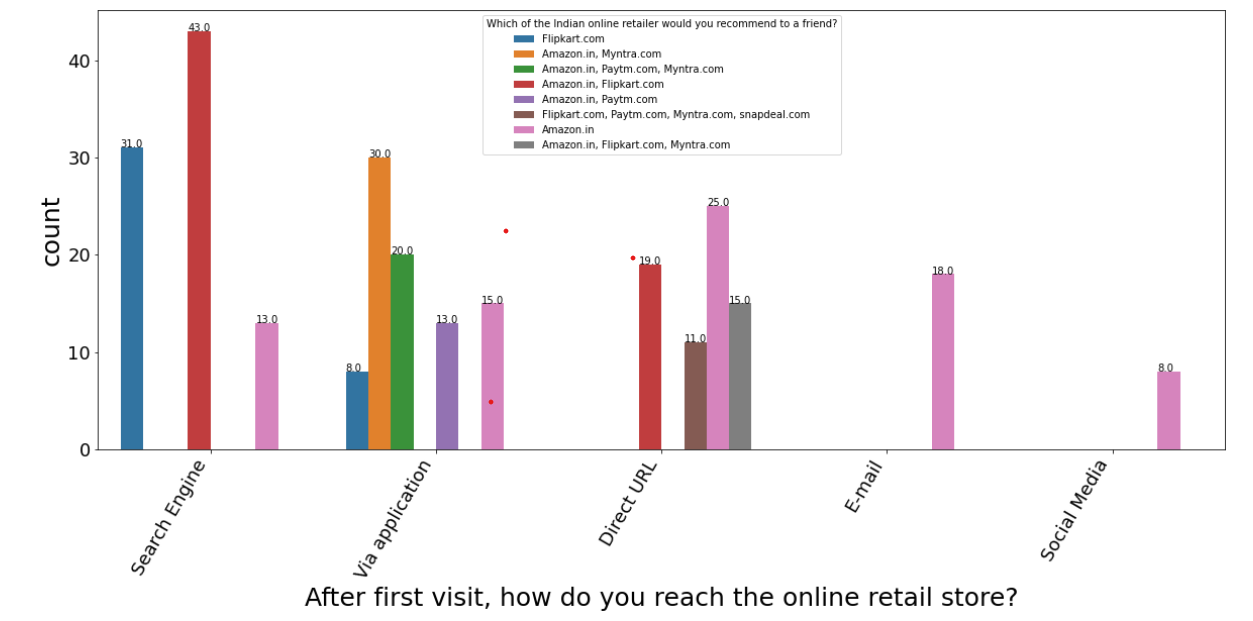 Which of the Indian online retailer would you recommend to a friend?
Flipkart.com
Amazon.in, Myntra.com
Amazon.in, Paytm.com, Myntra.com
Amazon.in, Flipkart.com
Amazon.in, Paytm.com
Flipkart.com, Paytm.com, Myntra.com, snapdeal.com
Amazon.in
Amazon.in, Flipkart.com, Myntra.com
count
40
30
20
10
0
31.0
43.0
13.0
8.0
30.0
20.0
13.0
15.0
19.0
11.0
25.0
15.0
18.0
8.0
Search Engine
Via application
Direct URL
E-mail
Social Media
After first visit, how do you reach the online retail store?